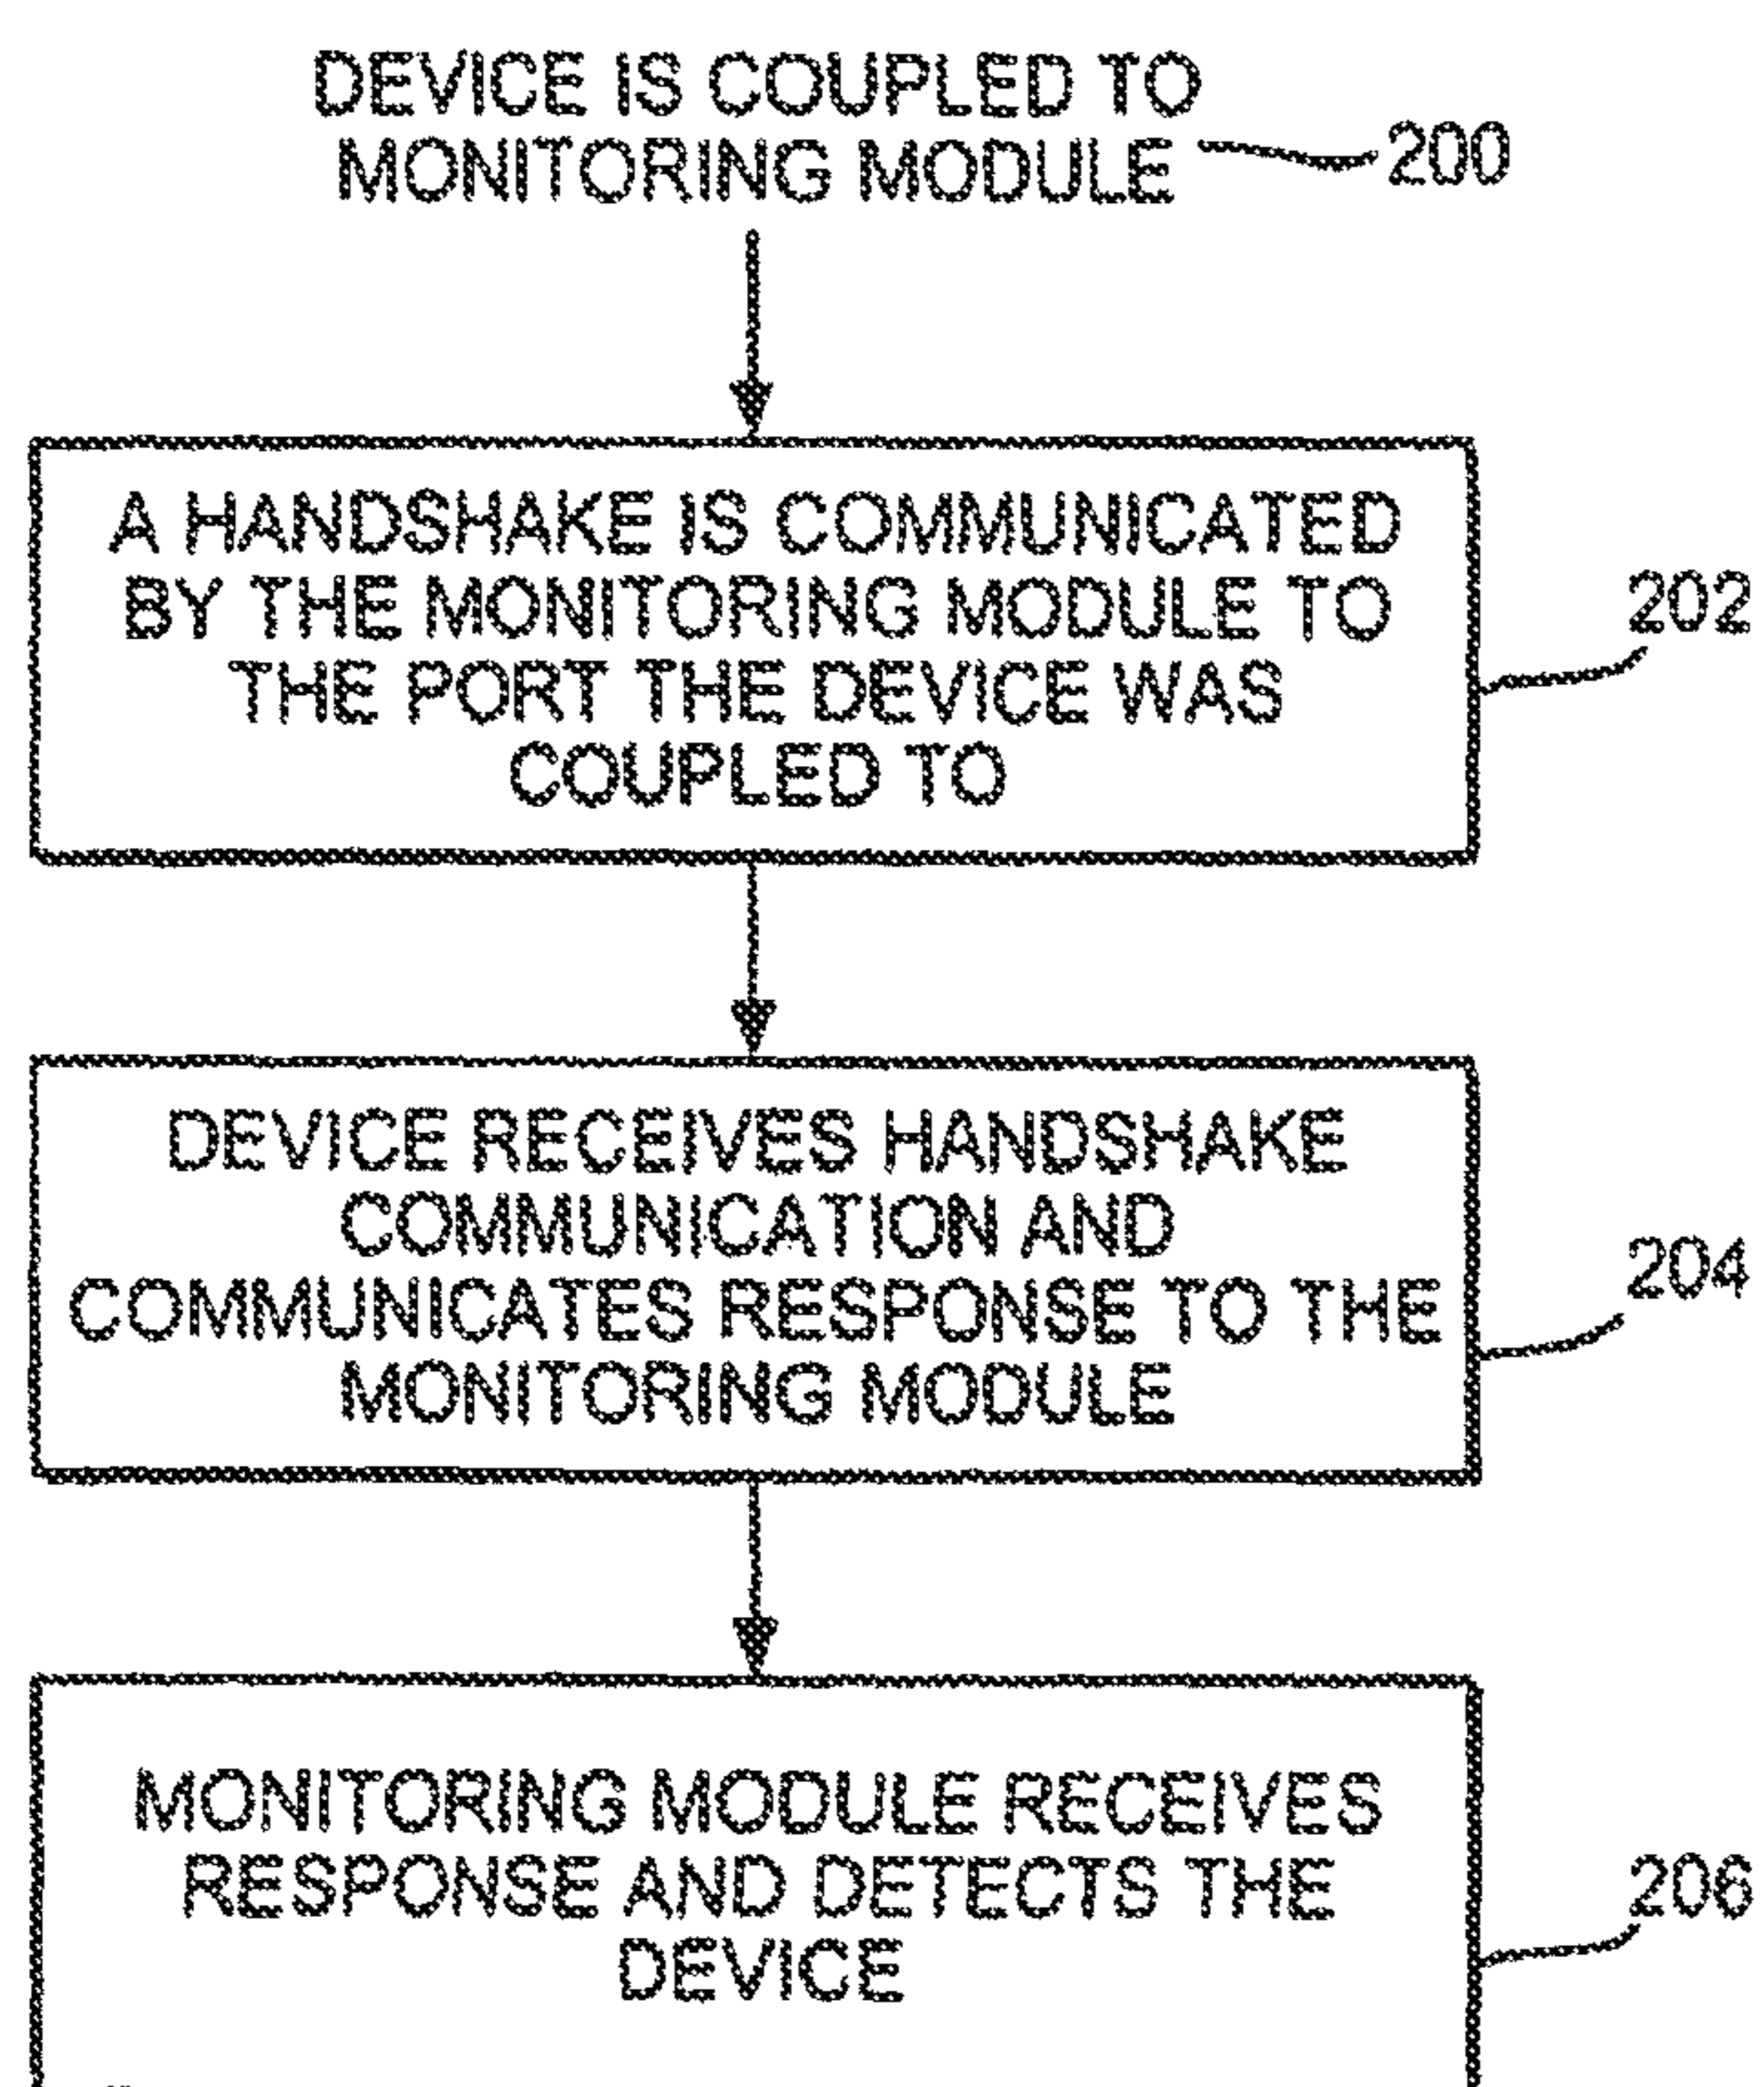 DEVICE IS COUPLED TO
MONITORING MODULE 200
A HANDSHAKE IS COMMUNICATED
BY THE MONITORING MODULE TO
THE PORT THE DEVICE WAS
COUPLED TO
202
DEVICE RECEIVES HANDSHAKE
COMMUNICATION AND
COMMUNICATES RESPONSE TO THE
MONITORING MODULE
204
MONITORING MODULE RECEIVES
RESPONSE AND DETECTS THE
DEVICE
206